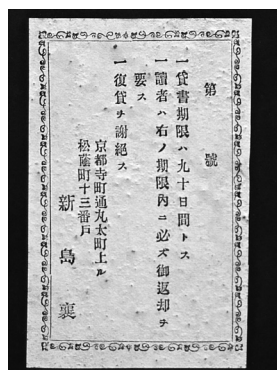 第　號
一貸書期限ハ九十日間トス
一讀者ハ右ノ期限內ニ必ズ御返却ヲ
要ス
一復貸ヲ謝絶ス
京都寺町通丸太町上ル
松蔭町十三番戸
新島襄